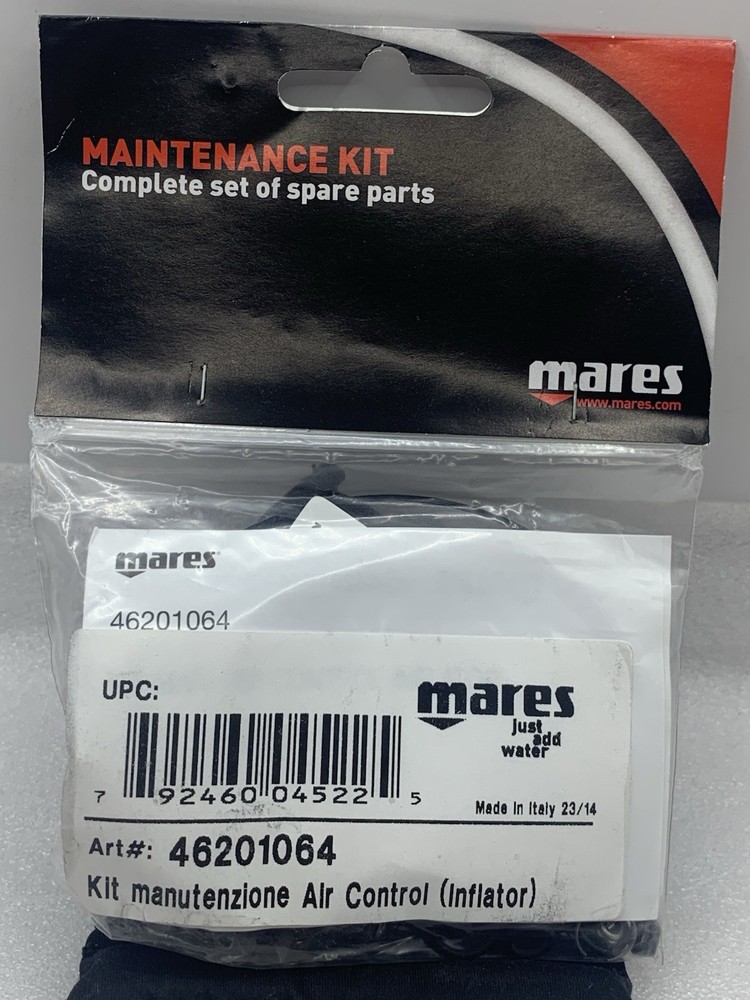 MAINTENANCE KIT
Complete set of spare parts
mares
www.mares.com
mares
46201064
UPC:
mares
just
add
water
7 92460 04522 5
Made in Italy 23/14
Art#: 46201064
Kit manutenzione Air Control (Inflator)